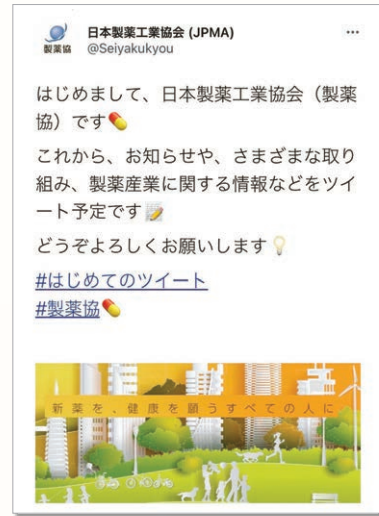 日本製薬工業協会 (JPMA)
製薬協
@Seiyakukyou
はじめまして、日本製薬工業協会（製薬
協）です💊
これから、お知らせや、さまざまな取り
組み、製薬産業に関する情報などをツイ
ート予定です📝
どうぞよろしくお願いします💡
#はじめてのツイート
#製薬協💊
新薬を、健康を願うすべての人に